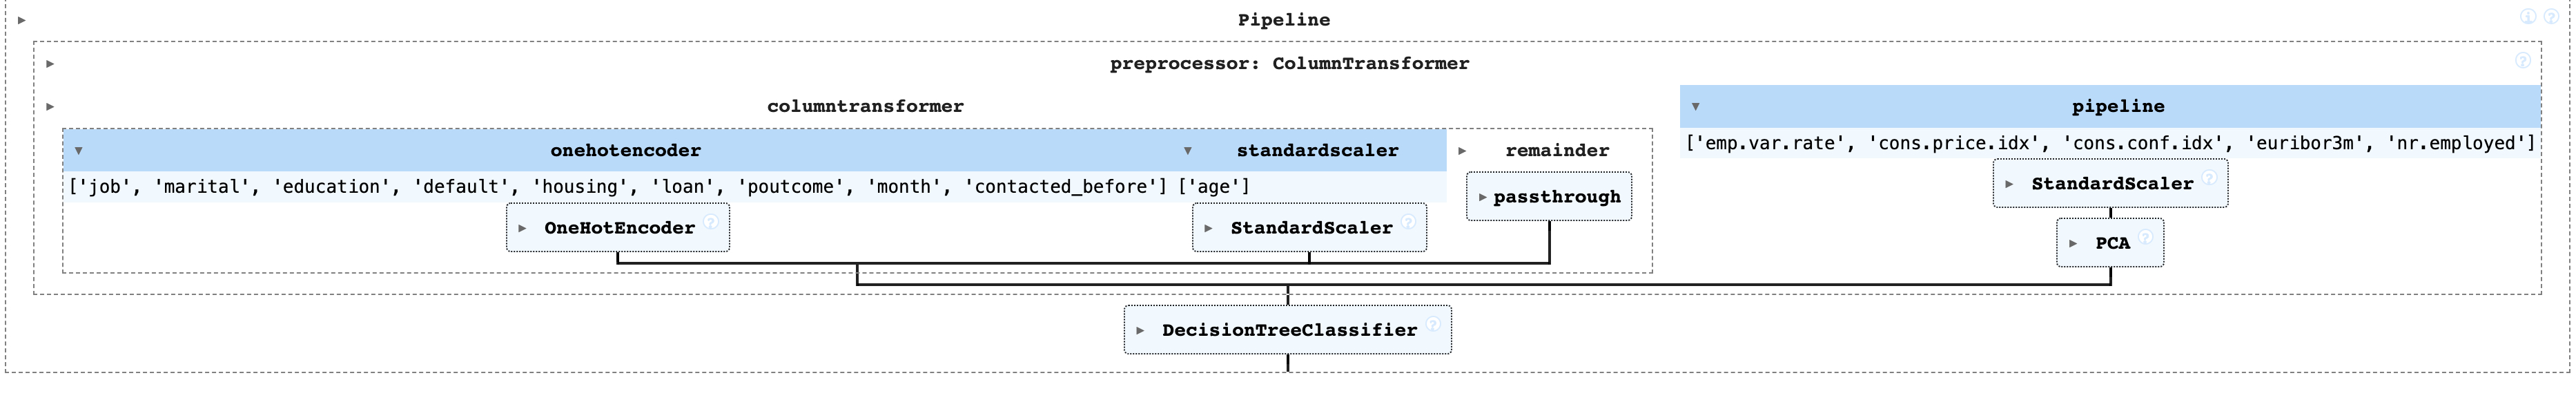 Pipeline
preprocessor: ColumnTransformer
columntransformer
pipeline
['emp.var.rate', 'cons.price.idx', 'cons.conf.idx', 'euribor3m', 'nr.employed']
onehotencoder
['job', 'marital', 'education', 'default', 'housing', 'loan', 'poutcome', 'month', 'contacted_before']
OneHotEncoder ?
standardscaler
['age']
StandardScaler ?
remainder
passthrough
StandardScaler ?
PCA ?
DecisionTreeClassifier ?
i ?
?